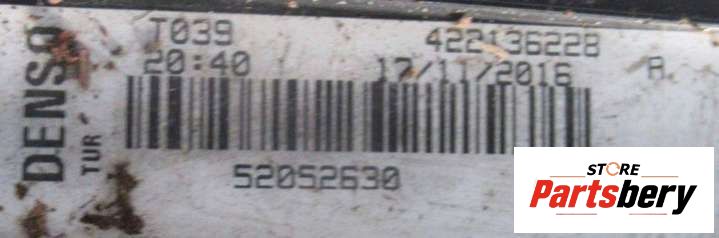 DENSO
TUR
T039 422136228
20:40 17/11/2016 A
52052630
STORE
Partsbery